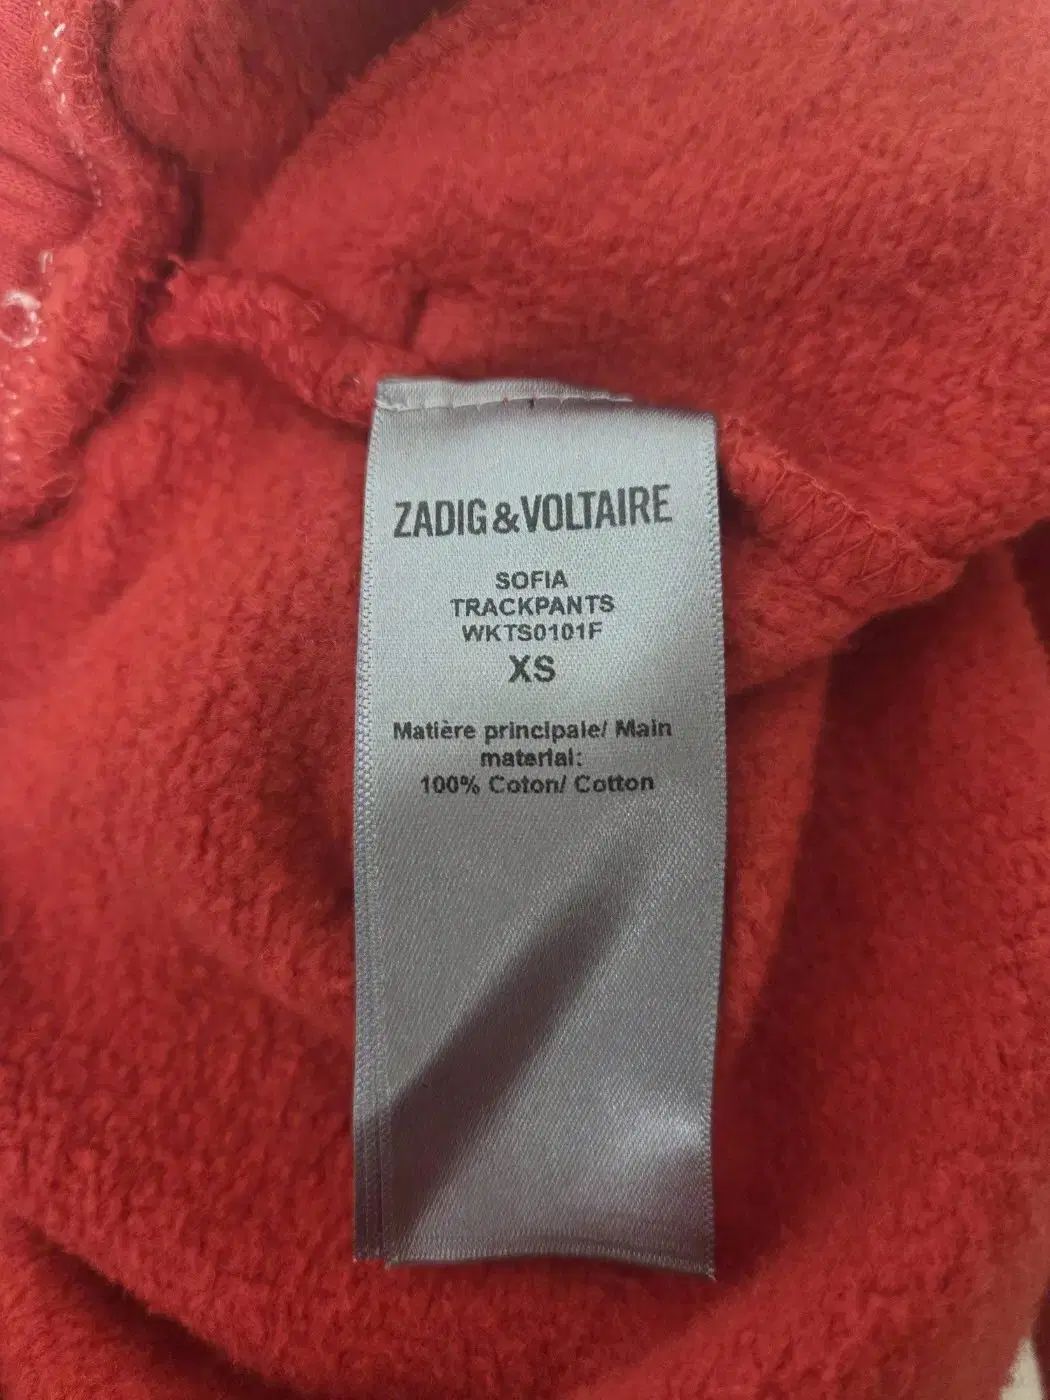 ZADIG&VOLTAIRE
SOFIA
TRACKPANTS
WKTS0101F
XS
Matière principale/ Main
material:
100% Coton/ Cotton